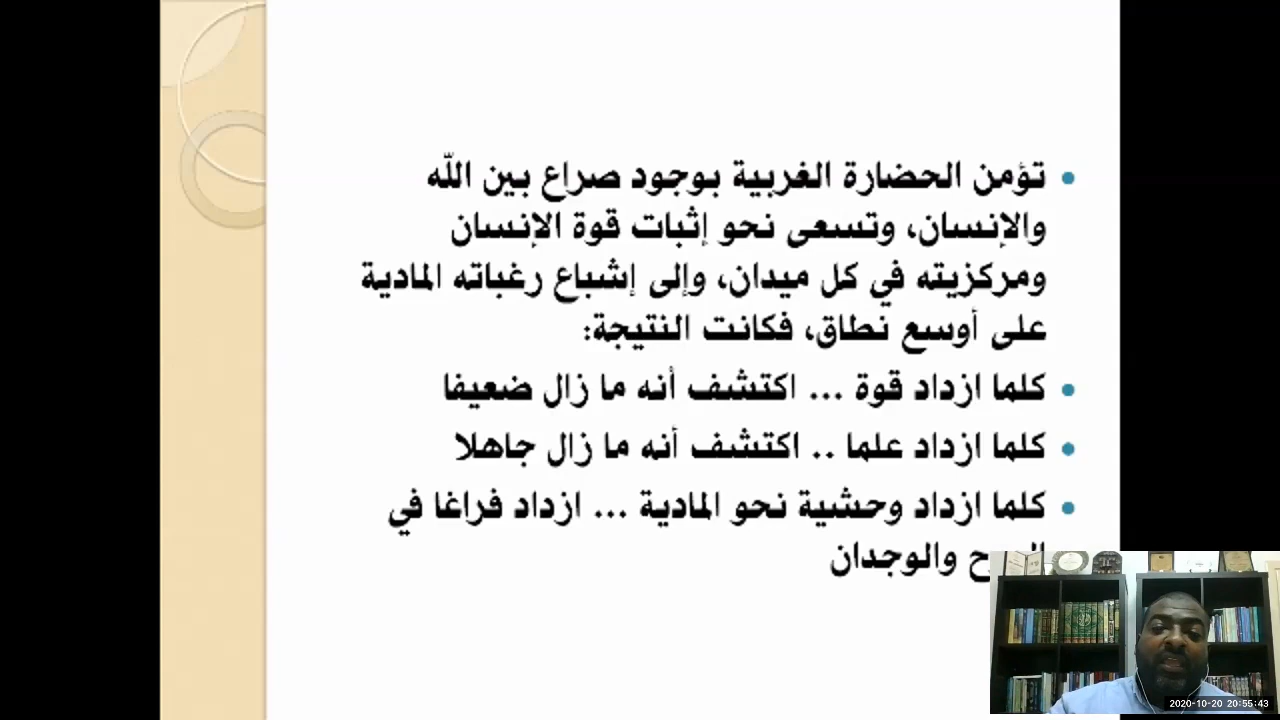 تؤمن الحضارة الغربية بوجود صراع بين الله
والإنسان، وتسعى نحو إثبات قوة الإنسان
ومركزيته في كل ميدان، وإلى إشباع رغباته المادية
على أوسع نطاق، فكانت النتيجة:
كلما ازداد قوة ... اكتشف أنه ما زال ضعيفا
كلما ازداد علما .. اكتشف أنه ما زال جاهلا
كلما ازداد وحشية نحو المادية ... ازداد فراغا في
والوجدان
2020-10-20 20:55:43